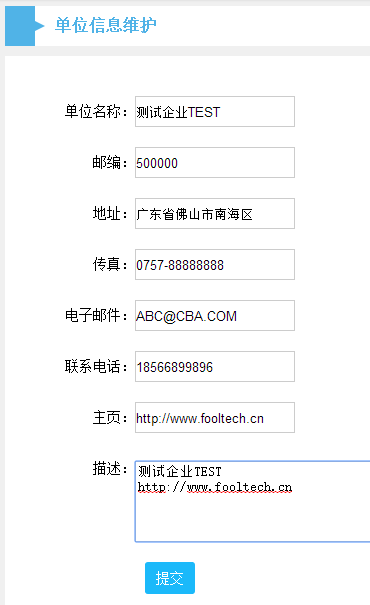 单位信息维护
单位名称：测试企业TEST
邮编：500000
地址：广东省佛山市南海区
传真：0757-88888888
电子邮件：ABC@CBA.COM
联系电话：18566899896
主页：http://www.fooltech.cn
描述：测试企业TEST
http://www.fooltech.cn
提交